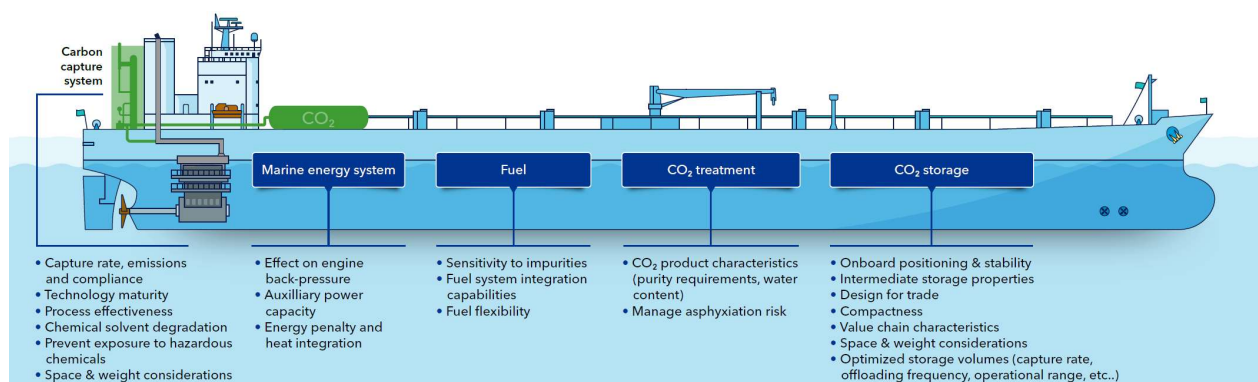 Carbon
capture
system
CO₂
Marine energy system
Fuel
CO₂ treatment
CO₂ storage
• Capture rate, emissions
and compliance
• Technology maturity
• Process effectiveness
• Chemical solvent degradation
• Prevent exposure to hazardous
chemicals
• Space & weight considerations
• Effect on engine
back-pressure
• Auxilliary power
capacity
• Energy penalty and
heat integration
• Sensitivity to impurities
• Fuel system integration
capabilities
• Fuel flexibility
• CO₂ product characteristics
(purity requirements, water
content)
• Manage asphyxiation risk
• Onboard positioning & stability
• Intermediate storage properties
• Design for trade
• Compactness
• Value chain characteristics
• Space & weight considerations
• Optimized storage volumes (capture rate,
offloading frequency, operational range, etc..)